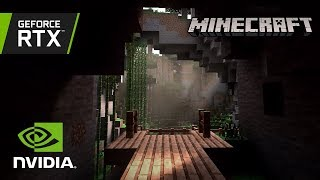 GEFORCE
RTX
MINECRAFT
NVIDIA.